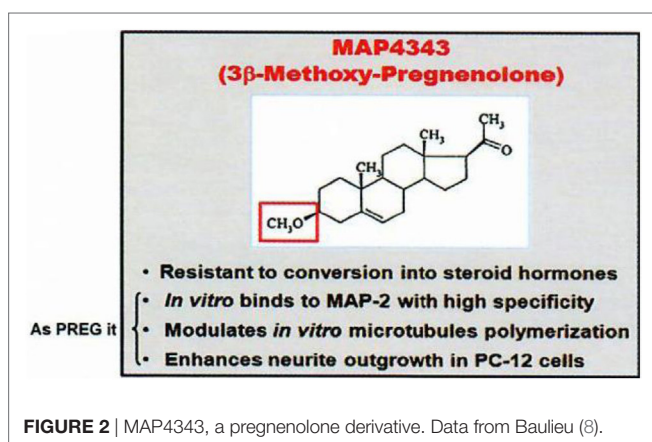 MAP4343
(3β-Methoxy-Pregnenolone)
CH₃
CH₃
CH₃
O
CH₃O
• Resistant to conversion into steroid hormones
• In vitro binds to MAP-2 with high specificity
As PREG it • Modulates in vitro microtubules polymerization
• Enhances neurite outgrowth in PC-12 cells
FIGURE 2 | MAP4343, a pregnenolone derivative. Data from Baulieu (8).